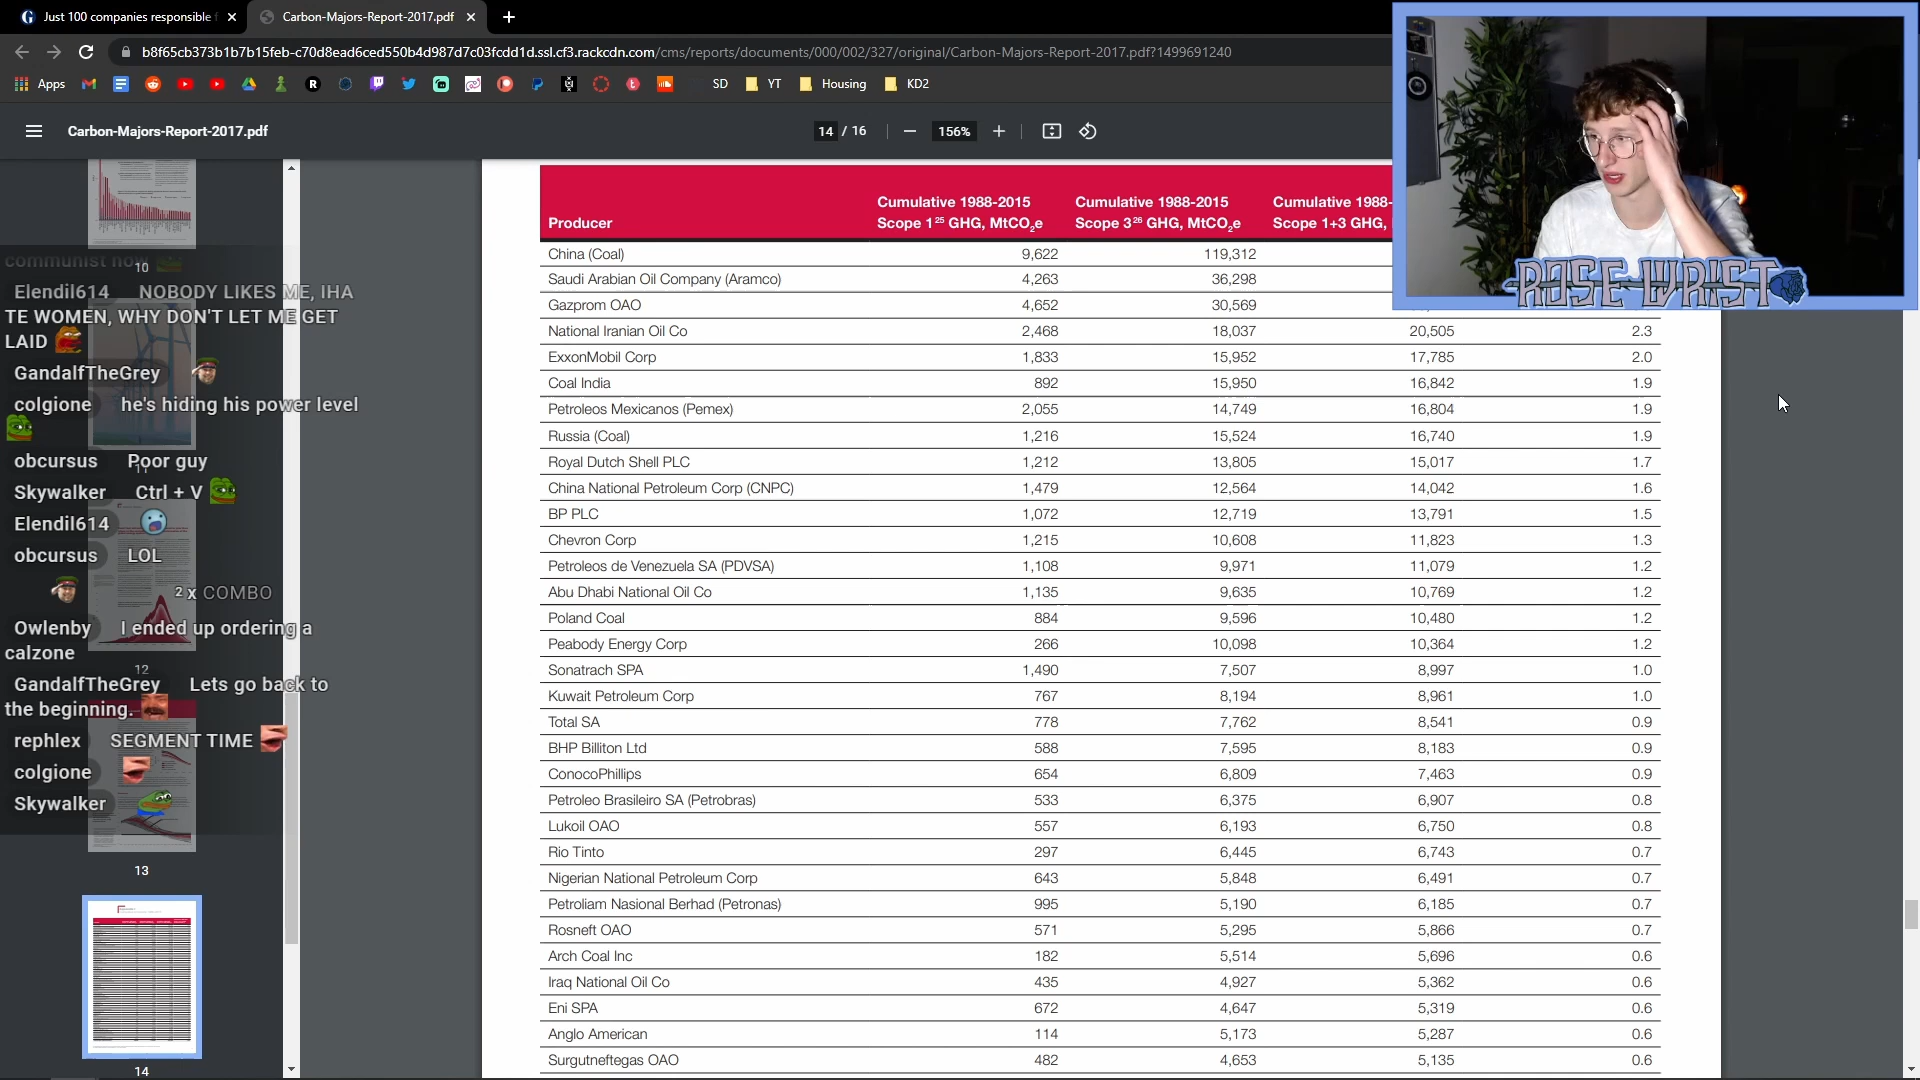 Just 100 companies responsible f
Carbon-Majors-Report-2017.pdf
b8f65cb373b1b7b15feb-c70d8ead6ced550b4d987d7c03fcdd1d.ssl.cf3.rackcdn.com/cms/reports/documents/000/002/327/original/Carbon-Majors-Report-2017.pdf?1499691240
Apps
SD
YT
Housing
KD2
Carbon-Majors-Report-2017.pdf
14 / 16
156%
ROSE WRIST
communist now
10
Elendil614 NOBODY LIKES ME, IHA
TE WOMEN, WHY DON'T LET ME GET
LAID
GandalfTheGrey
colgione he's hiding his power level
obcursus Poor guy
11
Skywalker Ctrl + V
Elendil614
obcursus LOL
2 x COMBO
Owlenby I ended up ordering a
calzone
12
GandalfTheGrey Lets go back to
the beginning.
rephlex SEGMENT TIME
colgione
Skywalker
13
14
Producer Cumulative 1988-2015 Scope 1 25 GHG, MtCO2e Cumulative 1988-2015 Scope 3 26 GHG, MtCO2e Cumulative 1988- Scope 1+3 GHG,
China (Coal) 9,622 119,312
Saudi Arabian Oil Company (Aramco) 4,263 36,298
Gazprom OAO 4,652 30,569
National Iranian Oil Co 2,468 18,037 20,505 2.3
ExxonMobil Corp 1,833 15,952 17,785 2.0
Coal India 892 15,950 16,842 1.9
Petroleos Mexicanos (Pemex) 2,055 14,749 16,804 1.9
Russia (Coal) 1,216 15,524 16,740 1.9
Royal Dutch Shell PLC 1,212 13,805 15,017 1.7
China National Petroleum Corp (CNPC) 1,479 12,564 14,042 1.6
BP PLC 1,072 12,719 13,791 1.5
Chevron Corp 1,215 10,608 11,823 1.3
Petroleos de Venezuela SA (PDVSA) 1,108 9,971 11,079 1.2
Abu Dhabi National Oil Co 1,135 9,635 10,769 1.2
Poland Coal 884 9,596 10,480 1.2
Peabody Energy Corp 266 10,098 10,364 1.2
Sonatrach SPA 1,490 7,507 8,997 1.0
Kuwait Petroleum Corp 767 8,194 8,961 1.0
Total SA 778 7,762 8,541 0.9
BHP Billiton Ltd 588 7,595 8,183 0.9
ConocoPhillips 654 6,809 7,463 0.9
Petroleo Brasileiro SA (Petrobras) 533 6,375 6,907 0.8
Lukoil OAO 557 6,193 6,750 0.8
Rio Tinto 297 6,445 6,743 0.7
Nigerian National Petroleum Corp 643 5,848 6,491 0.7
Petroliam Nasional Berhad (Petronas) 995 5,190 6,185 0.7
Rosneft OAO 571 5,295 5,866 0.7
Arch Coal Inc 182 5,514 5,696 0.6
Iraq National Oil Co 435 4,927 5,362 0.6
Eni SPA 672 4,647 5,319 0.6
Anglo American 114 5,173 5,287 0.6
Surgutneftegas OAO 482 4,653 5,135 0.6